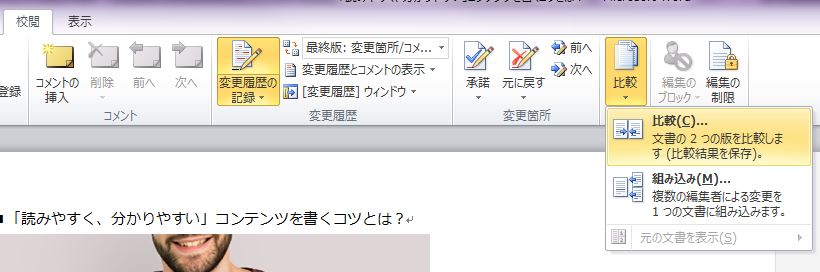 校閲 表示
登録
コメントの
挿入
削除
前へ
次へ
コメント
変更履歴の
記録
最終版: 変更箇所/コメ...
変更履歴とコメントの表示
[変更履歴] ウィンドウ
変更履歴
承諾
元に戻す
前へ
次へ
変更箇所
比較
編集の
ブロック
編集の
制限
比較(C)...
文書の 2 つの版を比較しま
す (比較結果を保存)。
組み込み(M)...
複数の編集者による変更を
1 つの文書に組み込みます。
元の文書を表示(S)
■「読みやすく、分かりやすい」コンテンツを書くコツとは？↵